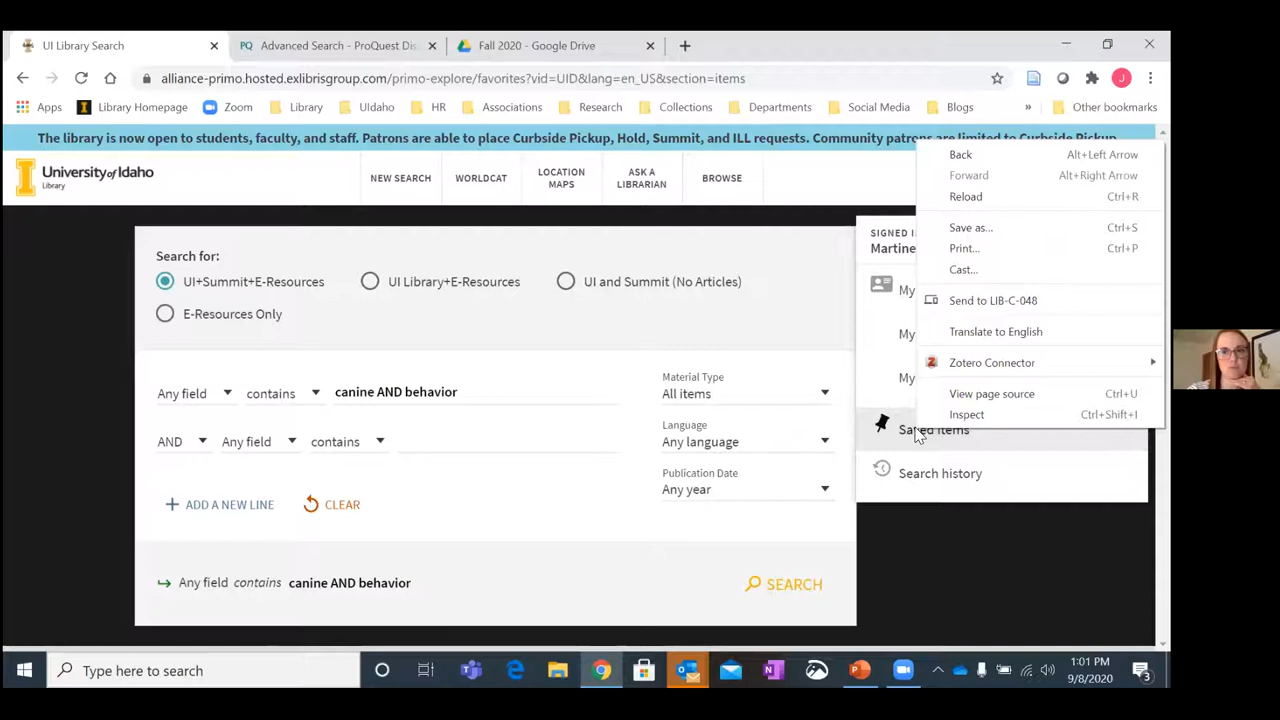 UI Library Search
PQ Advanced Search - ProQuest Dis
Fall 2020 - Google Drive
alliance-primo.hosted.exlibrisgroup.com/primo-explore/favorites?vid=UID&lang=en_US&section=items
J
Apps Library Homepage Zoom Library UIdaho HR Associations Research Collections Departments Social Media Blogs » Other bookmarks
The library is now open to students, faculty, and staff. Patrons are able to place Curbside Pickup, Hold, Summit, and ILL requests. Community patrons are limited to Curbside Pickup.
University of Idaho
Library
NEW SEARCH
WORLDCAT
LOCATION
MAPS
ASK A
LIBRARIAN
BROWSE
Search for:
UI+Summit+E-Resources
UI Library+E-Resources
UI and Summit (No Articles)
E-Resources Only
Any field contains canine AND behavior
AND Any field contains
+ ADD A NEW LINE
CLEAR
Material Type
All items
Language
Any language
Publication Date
Any year
Any field contains canine AND behavior
SEARCH
SIGNED I
Martine
My
My
My
Saved items
Search history
Back Alt+Left Arrow
Forward Alt+Right Arrow
Reload Ctrl+R
Save as... Ctrl+S
Print... Ctrl+P
Cast...
Send to LIB-C-048
Translate to English
Z Zotero Connector
View page source Ctrl+U
Inspect Ctrl+Shift+I
Type here to search
1:01 PM
9/8/2020
3